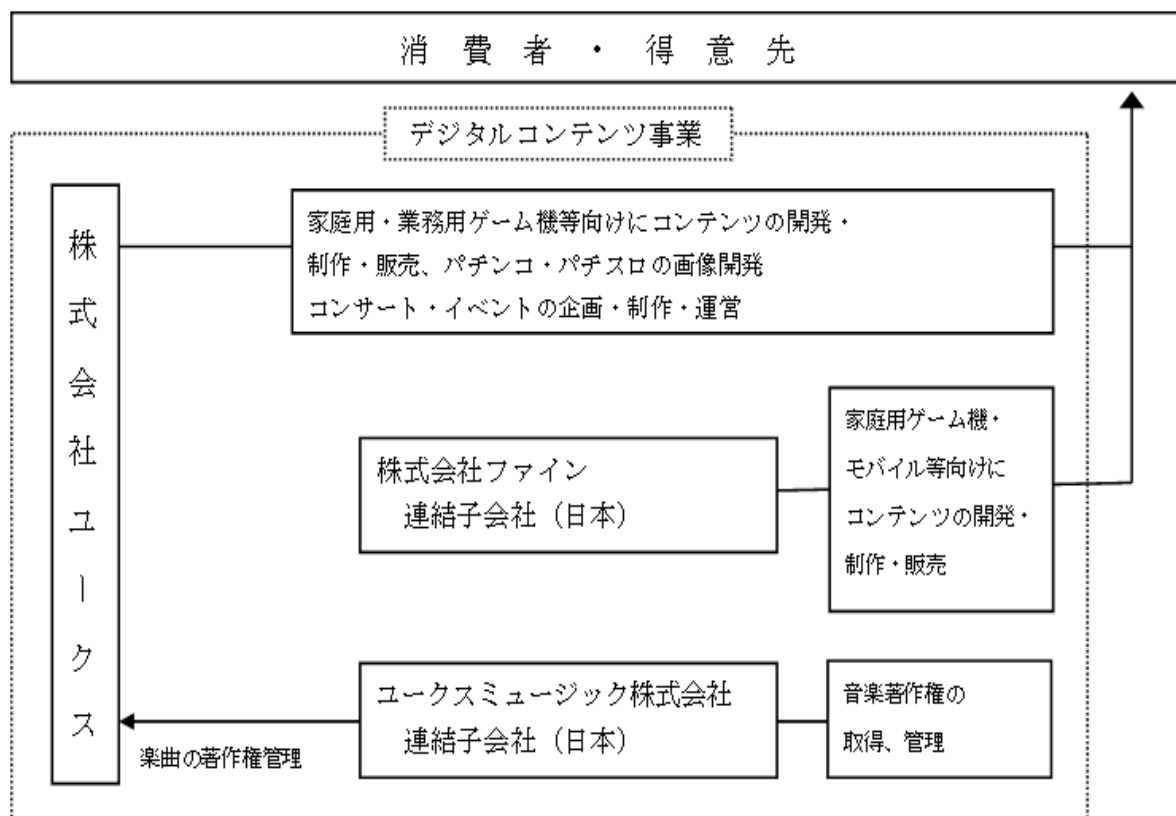 消費者・得意先
デジタルコンテンツ事業
株式会社ユークス
家庭用・業務用ゲーム機等向けにコンテンツの開発・
制作・販売、パチンコ・パチスロの画像開発
コンサート・イベントの企画・制作・運営
株式会社ファイン
連結子会社（日本）
家庭用ゲーム機・
モバイル等向けに
コンテンツの開発・
制作・販売
ユークスミュージック株式会社
連結子会社（日本）
音楽著作権の
取得、管理
楽曲の著作権管理